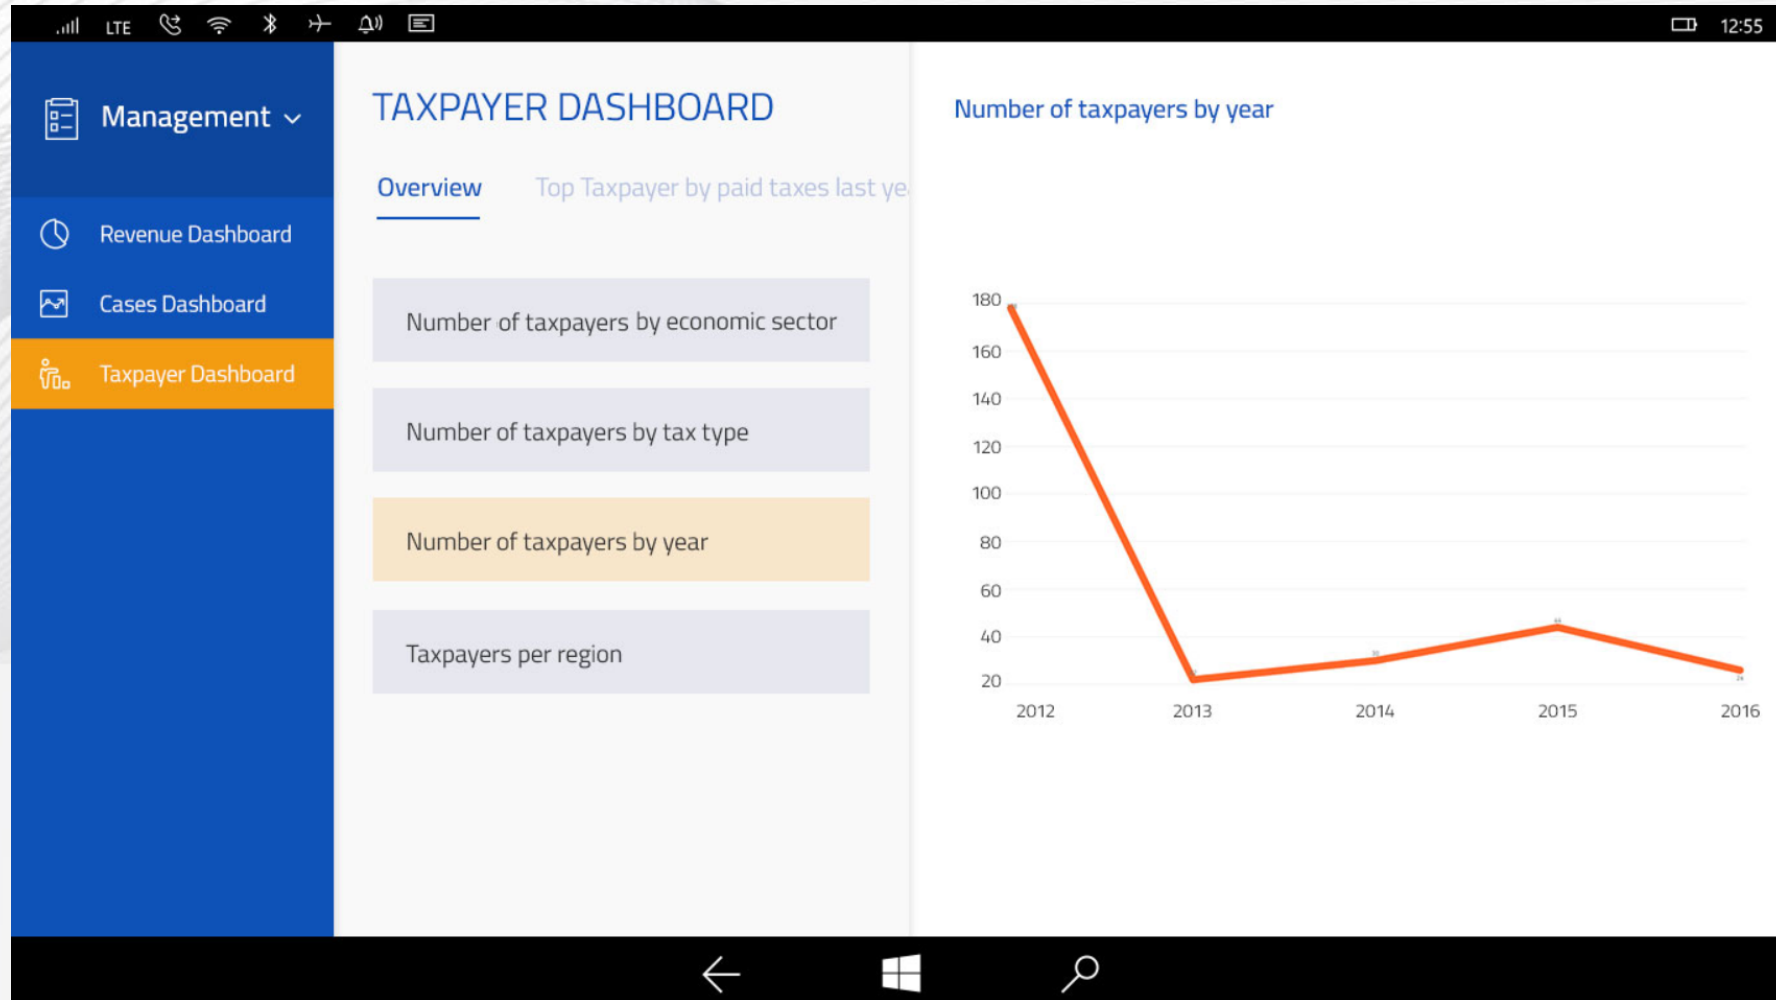 LTE
12:55
Management
Revenue Dashboard
Cases Dashboard
Taxpayer Dashboard
TAXPAYER DASHBOARD
Overview Top Taxpayer by paid taxes last ye
Number of taxpayers by economic sector
Number of taxpayers by tax type
Number of taxpayers by year
Taxpayers per region
Number of taxpayers by year
180
160
140
120
100
80
60
40
20
2012 2013 2014 2015 2016